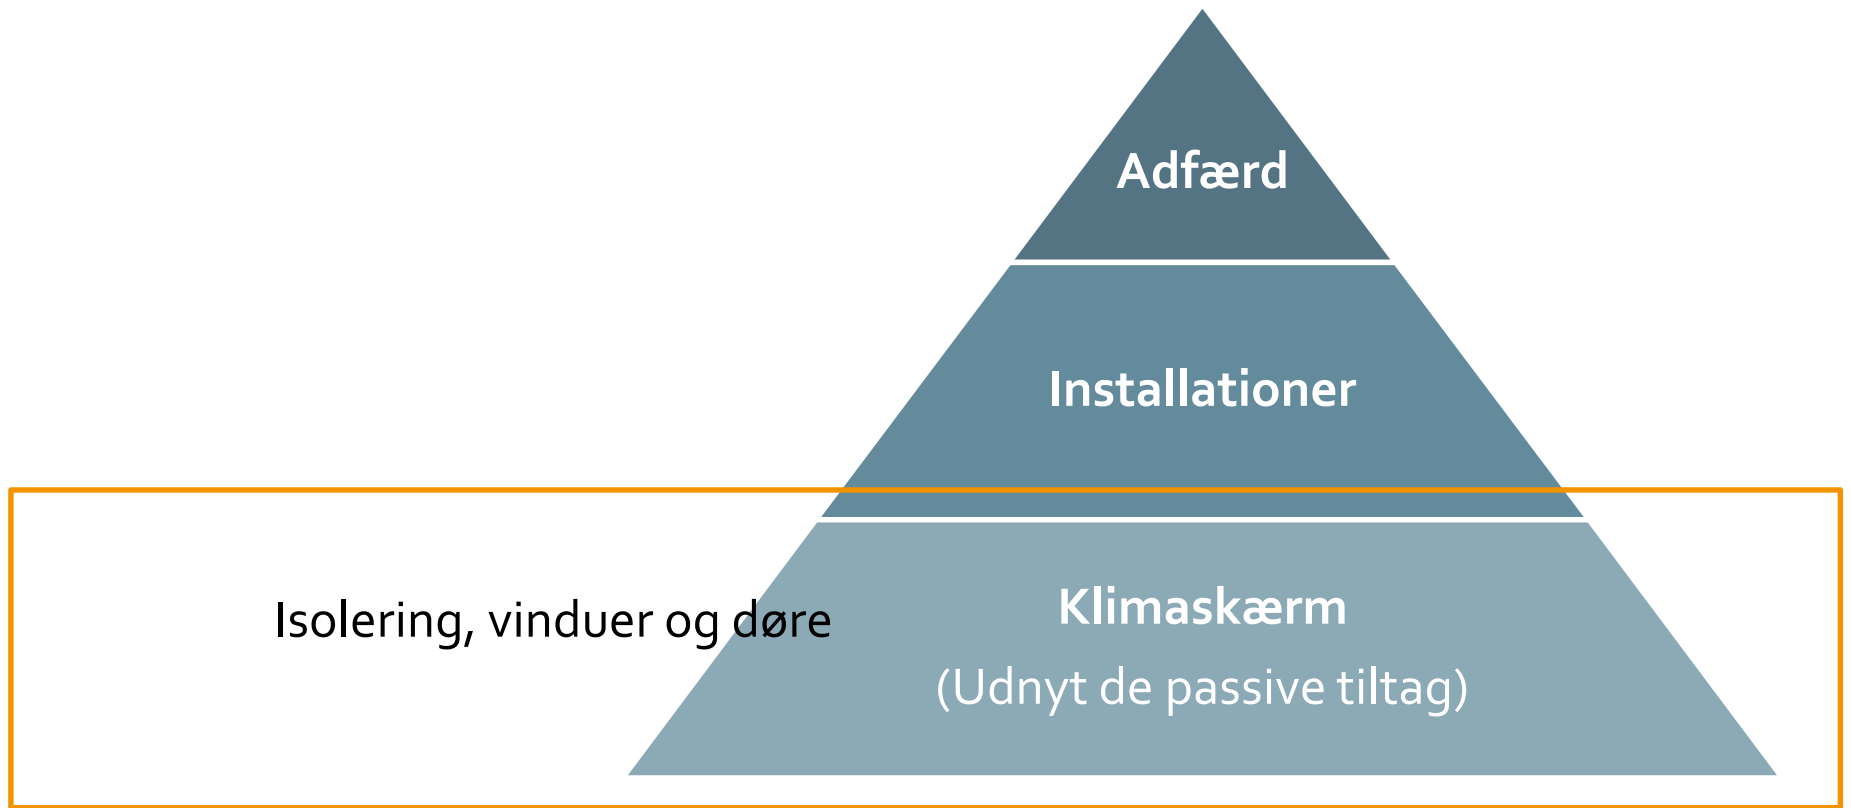 Adfærd
Installationer
Isolering, vinduer og døre
Klimaskærm
(Udnyt de passive tiltag)